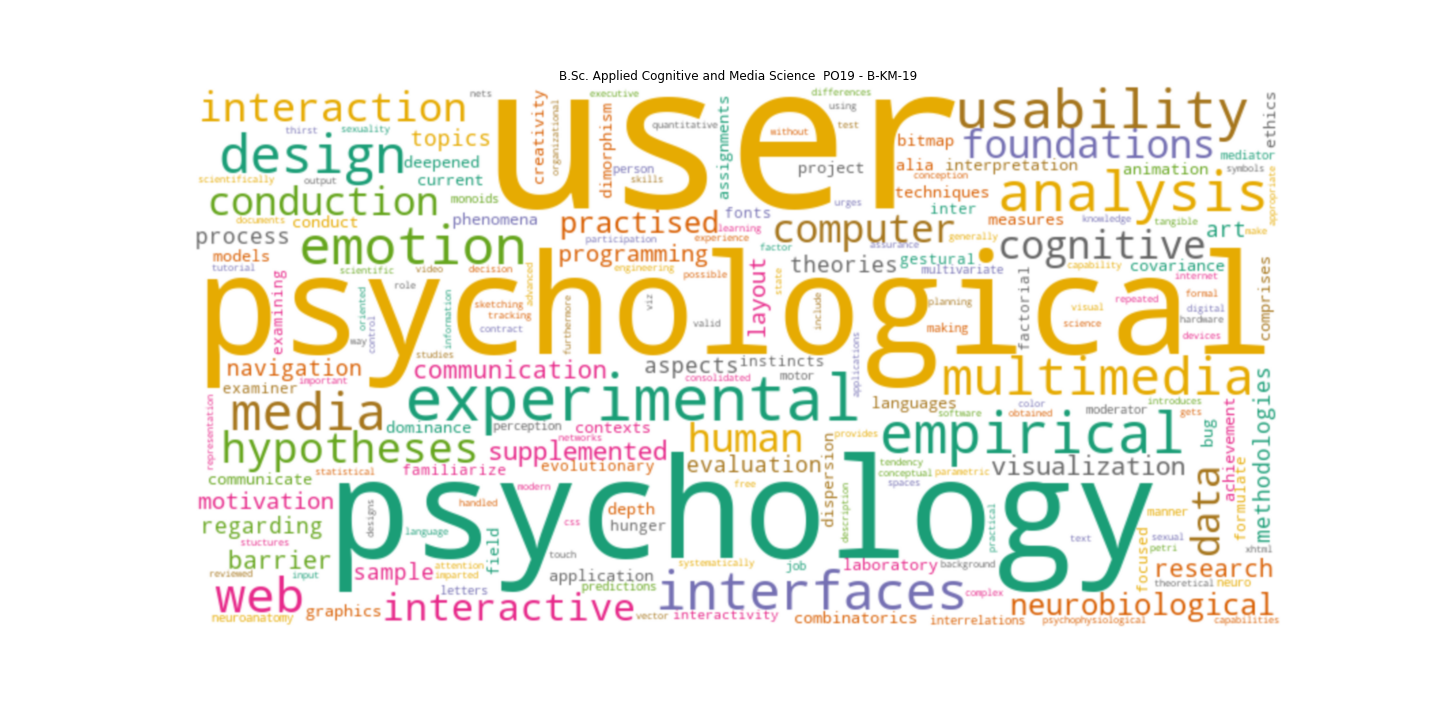 B.Sc. Applied Cognitive and Media Science  PO19 - B-KM-19
nets
executive
differences
interaction
user
usability
thirst
sexuality
topics
creativity
organizational
dimorphism
quantitative
assignments
without
using
test
bitmap
foundations
ethics
design
deepened
current
person
skills
project
alia
interpretation
conception
animation
mediator
symbols
scientifically
output
monoids
techniques
analysis
appropriate
conduction
documents
conduct
phenomena
practised
fonts
learning
urges
inter
measures
knowledge
tangible
art
make
process
models
tutorial
emotion
participation
experience
factor
computer
assurance
generally
cognitive
programming
engineering
possible
theories
gestural
multivariate
capability
covariance
internet
scientific
video
decision
advanced
role
psychological
layout
state
examining
oriented
way
control
information
sketching
tracking
contract
furthermore
viz
valid
include
planning
making
factorial
visual
science
repeated
formal
digital
hardware
devices
comprises
studies
navigation
communication
aspects
instincts
motor
applications
multimedia
examiner
important
consolidated
media
experimental
languages
color
introduces
software
obtained
moderator
gets
methodologies
representation
dominance
perception
contexts
networks
human
provides
empirical
bug
achievement
hypotheses
supplemented
evaluation
dispersion
tendency
conceptual
parametric
visualization
communicate
statistical
familiarize
evolutionary
free
spaces
data
formulate
motivation
modern
handled
psychology
depth
hunger
css
description
practical
manner
regarding
designs
language
field
text
sexual
petri
xhtml
stuctures
barrier
touch
systematically
job
laboratory
background
focused
research
reviewed
input
sample
attention
imparted
application
predictions
interfaces
complex
theoretical
neuro
web
letters
graphics
interactive
vector
interactivity
combinatorics
interrelations
neurobiological
neuroanatomy
psychophysiological
capabilities